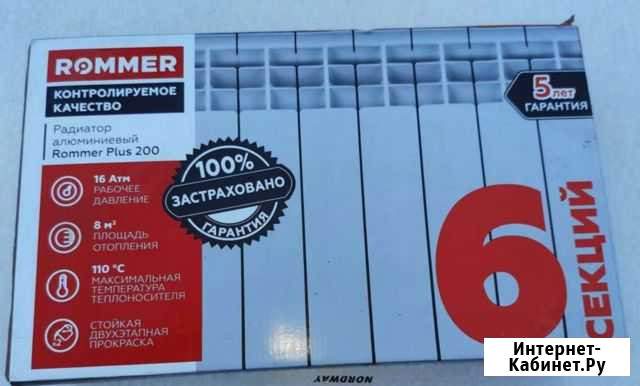 ROMMER
КОНТРОЛИРУЕМОЕ
КАЧЕСТВО
Радиатор
алюминиевый
Rommer Plus 200
16 Атм
РАБОЧЕЕ
ДАВЛЕНИЕ
8 м²
ПЛОЩАДЬ
ОТОПЛЕНИЯ
110 °C
МАКСИМАЛЬНАЯ
ТЕМПЕРАТУРА
ТЕПЛОНОСИТЕЛЯ
СТОЙКАЯ
ДВУХЭТАПНАЯ
ПРОКРАСКА
100%
ЗАСТРАХОВАНО
ГАРАНТИЯ
5 лет
ГАРАНТИЯ
6
СЕКЦИЙ
NORDWAY
Интернет-
Кабинет.Ру